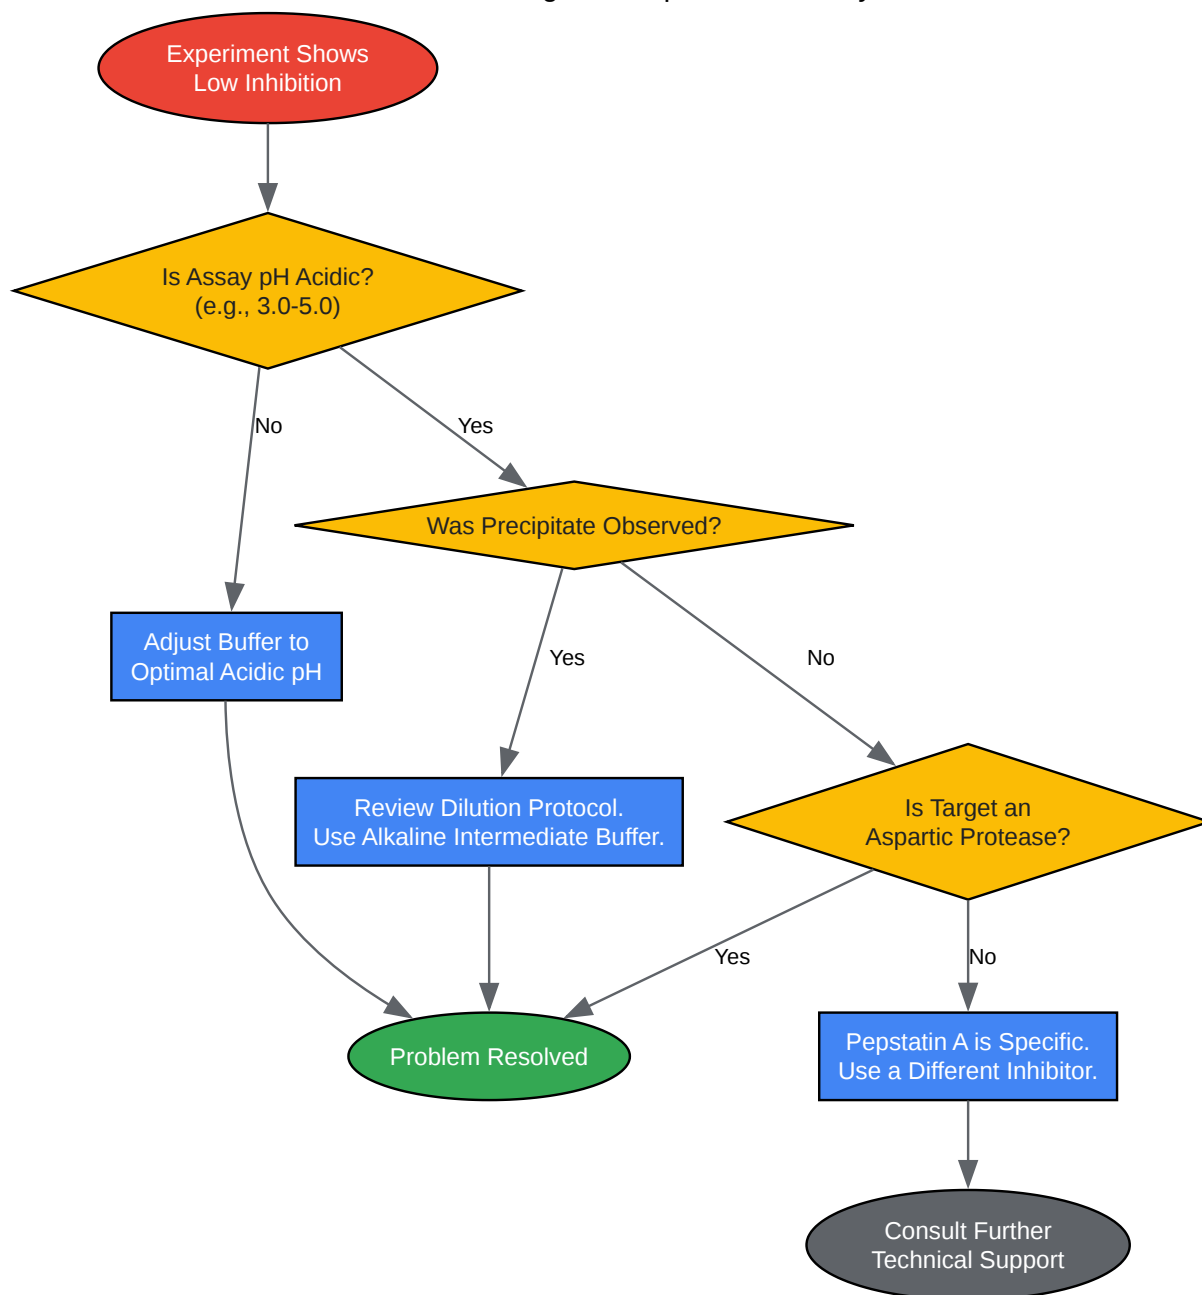 Experiment Shows
Low Inhibition
Is Assay pH Acidic?
(e.g., 3.0-5.0)
No
Yes
Was Precipitate Observed?
Adjust Buffer to
Optimal Acidic pH
Yes
No
Review Dilution Protocol.
Use Alkaline Intermediate Buffer.
Is Target an
Aspartic Protease?
Yes
No
Problem Resolved
Pepstatin A is Specific.
Use a Different Inhibitor.
Consult Further
Technical Support